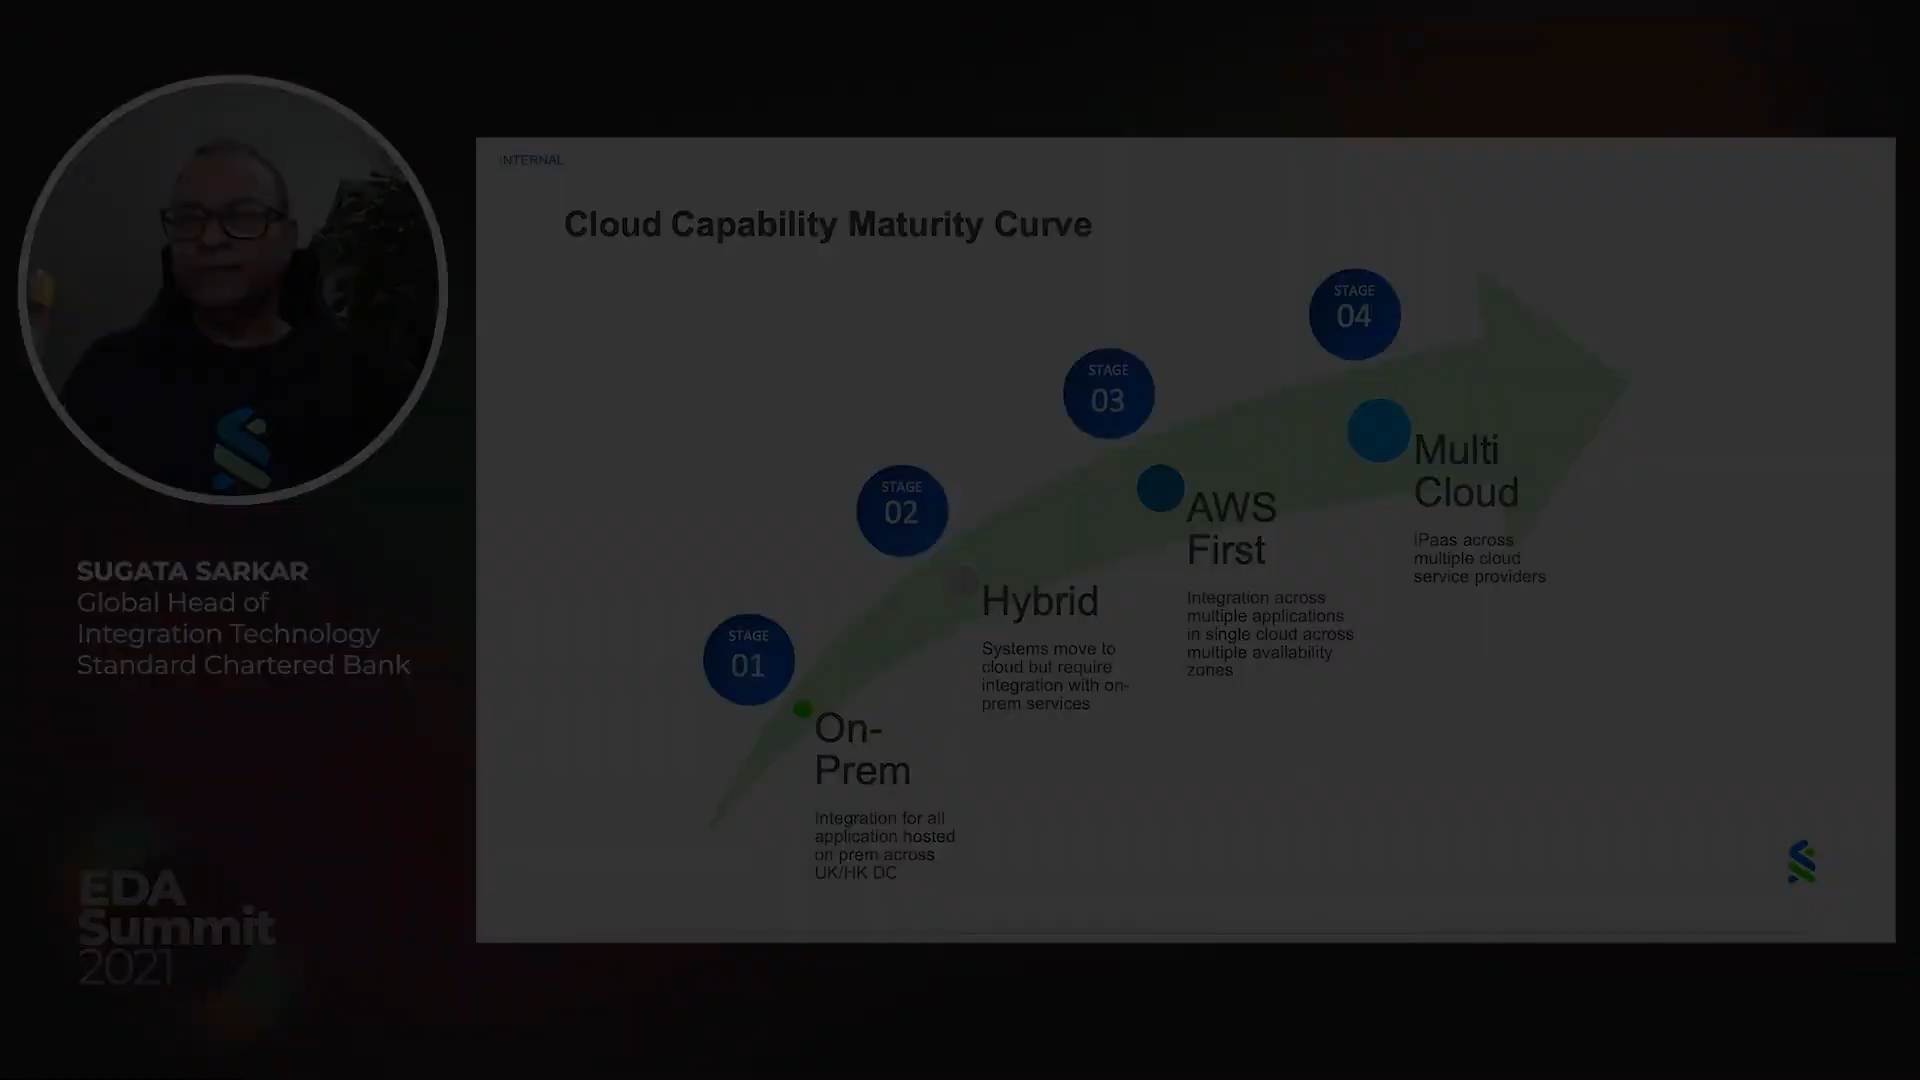 SUGATA SARKAR
Global Head of
Integration Technology
Standard Chartered Bank
EDA
Summit
2021
INTERNAL
Cloud Capability Maturity Curve
STAGE
01
On-
Prem
Integration for all
application hosted
on prem across
UK/HK DC
STAGE
02
Hybrid
Systems move to
cloud but require
integration with on-
prem services
STAGE
03
AWS
First
Integration across
multiple applications
in single cloud across
multiple availability
zones
STAGE
04
Multi
Cloud
iPaas across
multiple cloud
service providers